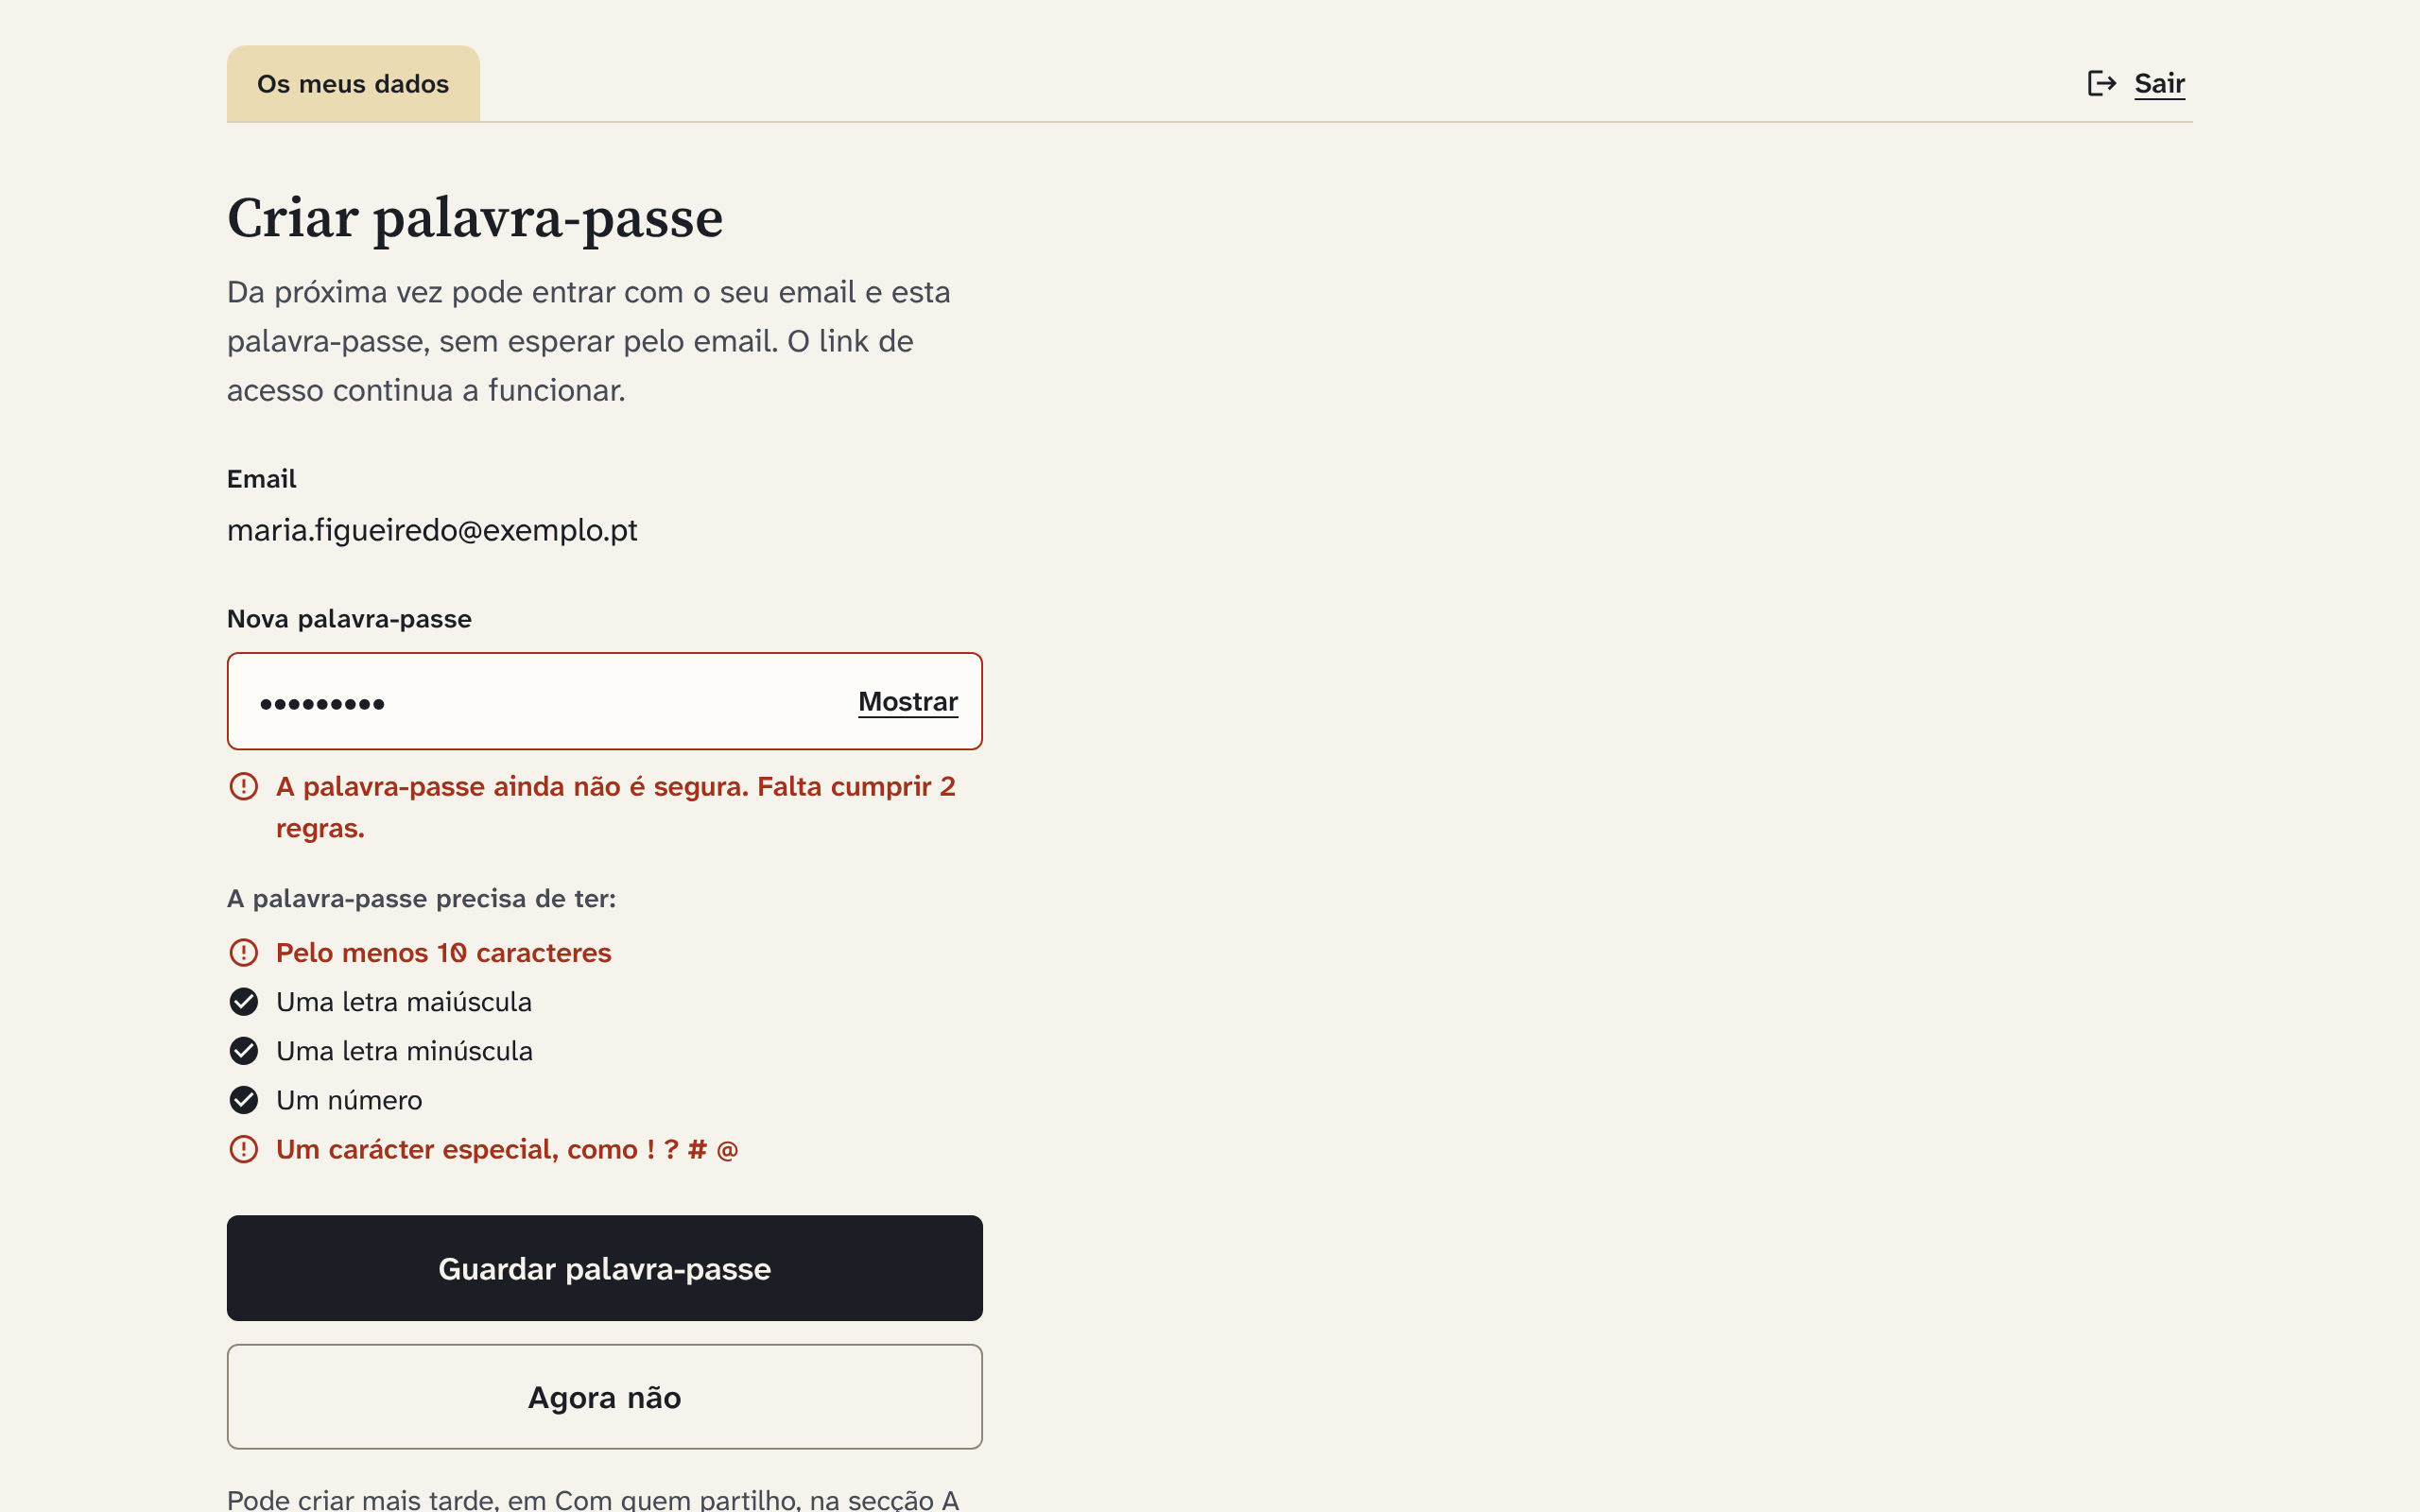 Os meus dados
Sair
Criar palavra-passe
Da próxima vez pode entrar com o seu email e esta
palavra-passe, sem esperar pelo email. O link de
acesso continua a funcionar.
Email
maria.figueiredo@exemplo.pt
Nova palavra-passe
•••••••••
Mostrar
A palavra-passe ainda não é segura. Falta cumprir 2
regras.
A palavra-passe precisa de ter:
Pelo menos 10 caracteres
Uma letra maiúscula
Uma letra minúscula
Um número
Um carácter especial, como ! ? # @
Guardar palavra-passe
Agora não
Pode criar mais tarde, em Com quem partilho, na secção A